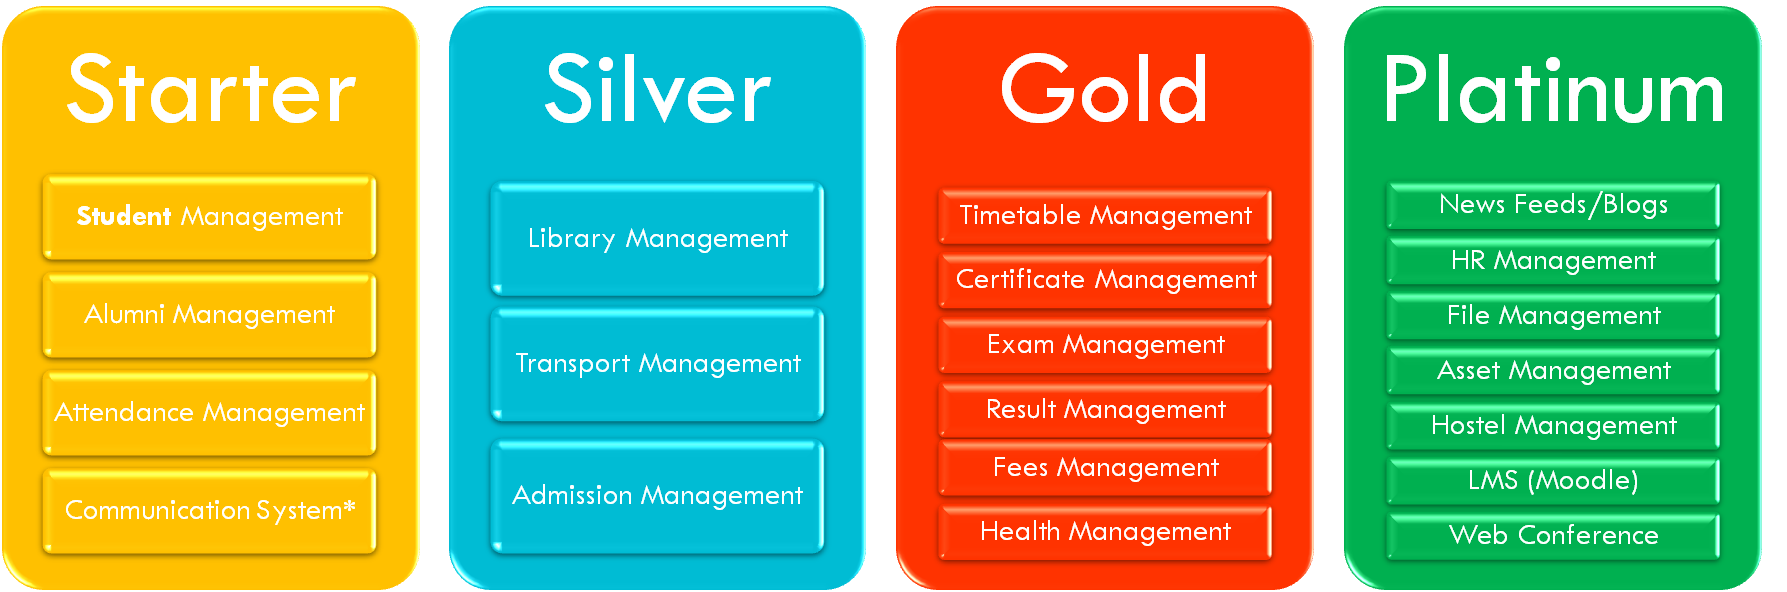 Starter
Student Management
Alumni Management
Attendance Management
Communication System*
Silver
Library Management
Transport Management
Admission Management
Gold
Timetable Management
Certificate Management
Exam Management
Result Management
Fees Management
Health Management
Platinum
News Feeds/Blogs
HR Management
File Management
Asset Management
Hostel Management
LMS (Moodle)
Web Conference